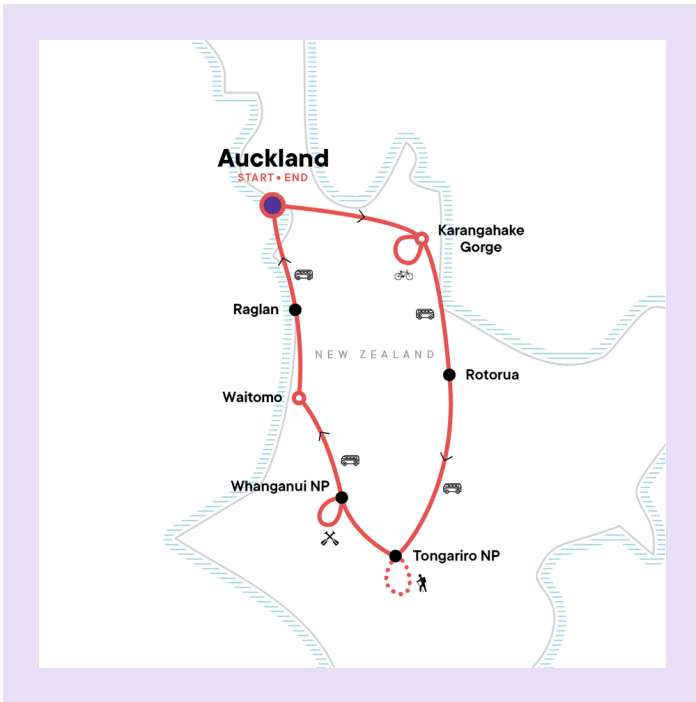 Auckland
START • END
Karangahake
Gorge
Raglan
NEW ZEALAND
Rotorua
Waitomo
Whanganui NP
Tongariro NP